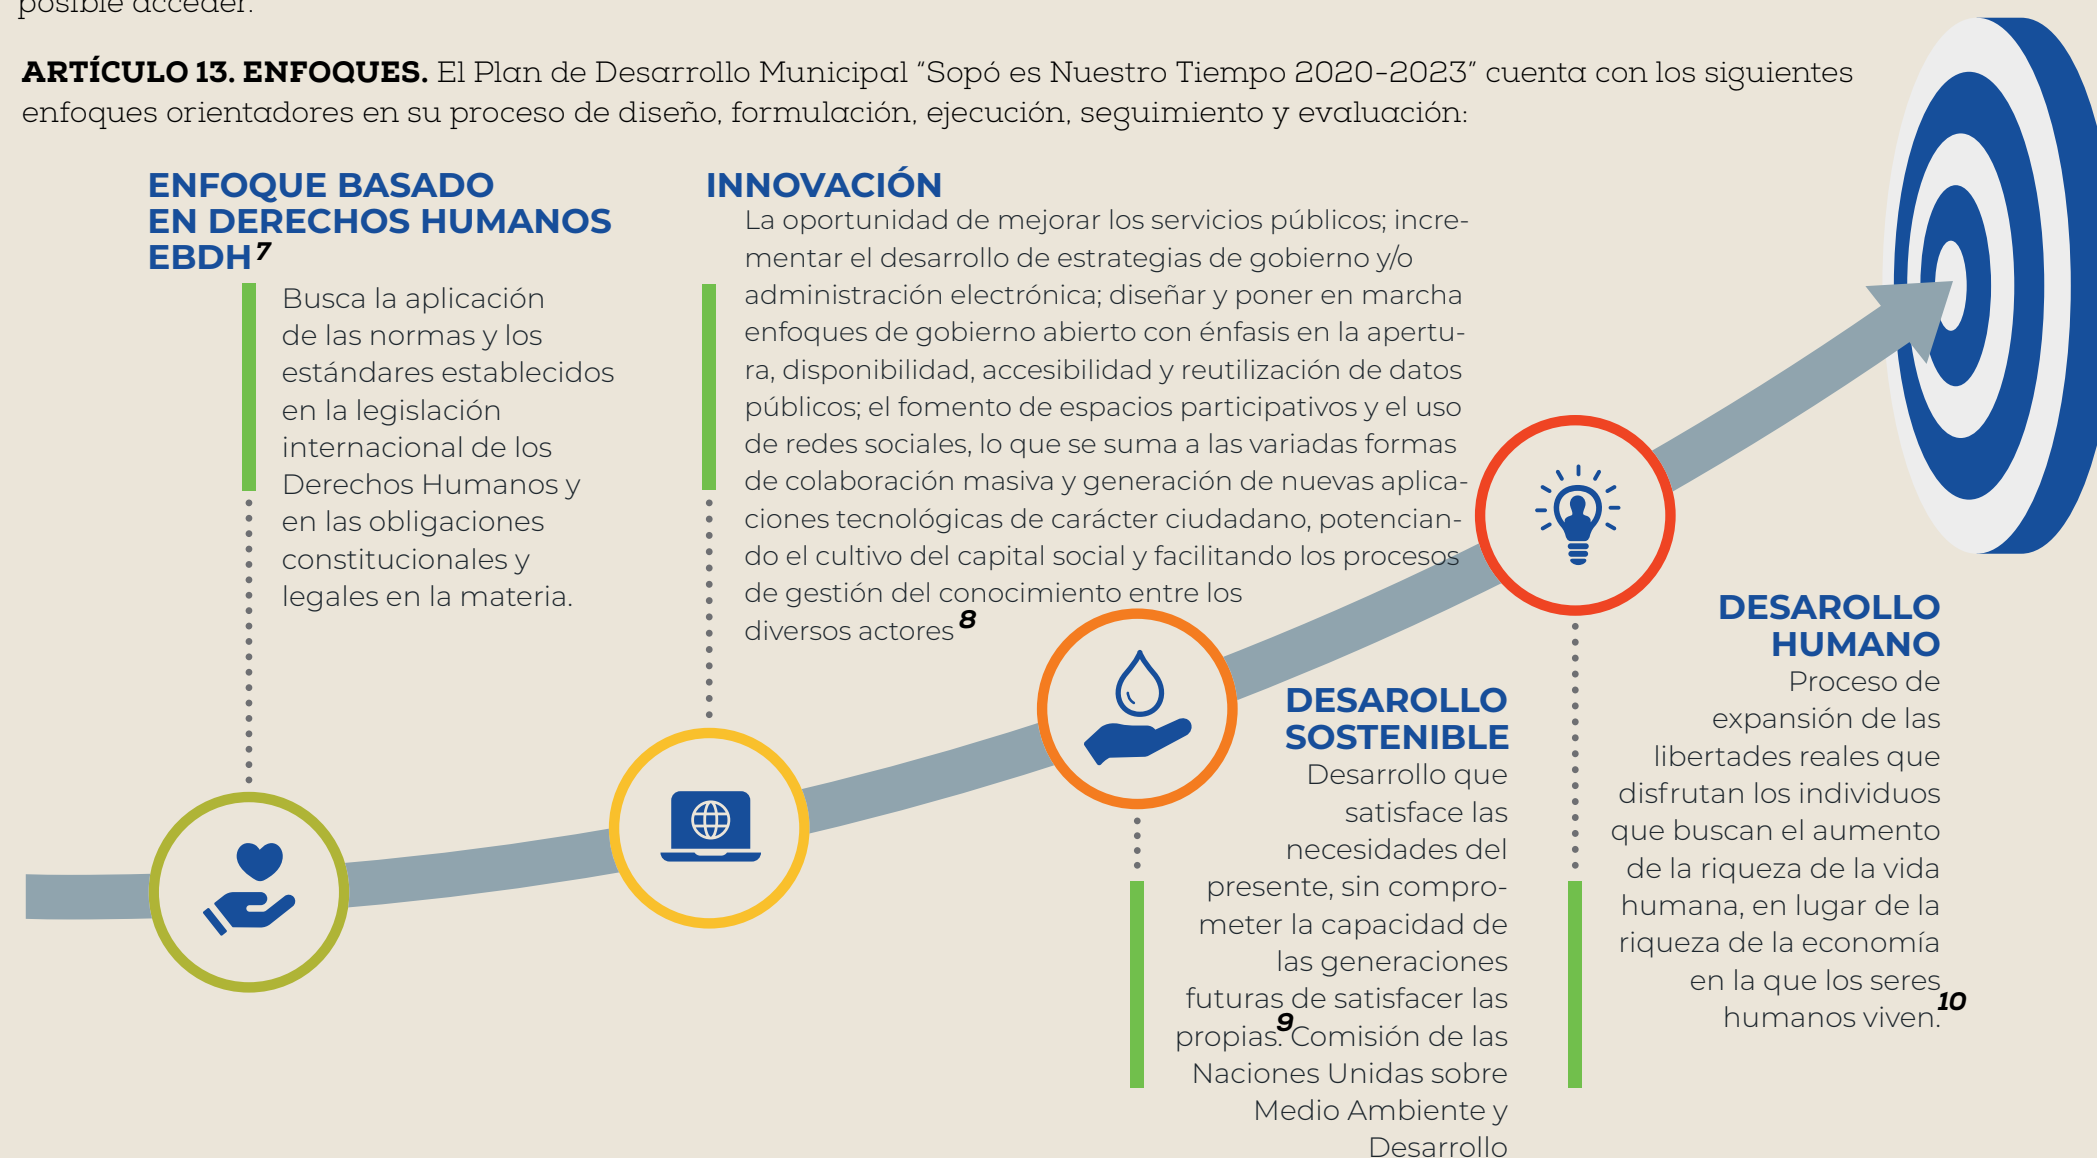 posible acceder.
ARTÍCULO 13. ENFOQUES. El Plan de Desarrollo Municipal “Sopó es Nuestro Tiempo 2020-2023” cuenta con los siguientes
enfoques orientadores en su proceso de diseño, formulación, ejecución, seguimiento y evaluación:
ENFOQUE BASADO
EN DERECHOS HUMANOS
EBDH 7
Busca la aplicación
de las normas y los
estándares establecidos
en la legislación
internacional de los
Derechos Humanos y
en las obligaciones
constitucionales y
legales en la materia.
INNOVACIÓN
La oportunidad de mejorar los servicios públicos; incre-
mentar el desarrollo de estrategias de gobierno y/o
administración electrónica; diseñar y poner en marcha
enfoques de gobierno abierto con énfasis en la apertu-
ra, disponibilidad, accesibilidad y reutilización de datos
públicos; el fomento de espacios participativos y el uso
de redes sociales, lo que se suma a las variadas formas
de colaboración masiva y generación de nuevas aplica-
ciones tecnológicas de carácter ciudadano, potencian-
do el cultivo del capital social y facilitando los procesos
de gestión del conocimiento entre los
diversos actores 8
DESAROLLO
SOSTENIBLE
Desarrollo que
satisface las
necesidades del
presente, sin compro-
meter la capacidad de
las generaciones
futuras de satisfacer las
propias. 9 Comisión de las
Naciones Unidas sobre
Medio Ambiente y
Desarrollo
DESAROLLO
HUMANO
Proceso de
expansión de las
libertades reales que
disfrutan los individuos
que buscan el aumento
de la riqueza de la vida
humana, en lugar de la
riqueza de la economía
en la que los seres
humanos viven. 10